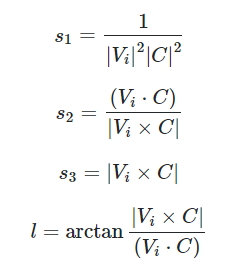 s₁ = 1 / |Vᵢ|²|C|²
s₂ = (Vᵢ · C) / |Vᵢ × C|
s₃ = |Vᵢ × C|
l = arctan |Vᵢ × C| / (Vᵢ · C)